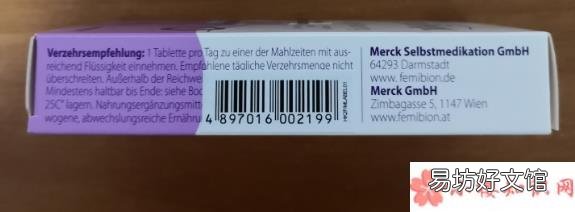 Verzehrsempfehlung: 1 Tablette pro Tag zu einer der Mahlzeiten mit aus-
reichend Flüssigkeit einnehmen. Empfohlene tägliche Verzehrsmenge nicht
überschreiten. Außerhalb der Reichwe
Mindestens haltbar bis Ende: siehe Bod
25C° lagern. Nahrungsergänzungsmitt
wogene, abwechslungsreiche Ernähru
4 897016 002199
Merck Selbstmedikation GmbH
64293 Darmstadt
www.femibion.de
Merck GmbH
Zimbagasse 5, 1147 Wien
www.femibion.at
易坊好文馆